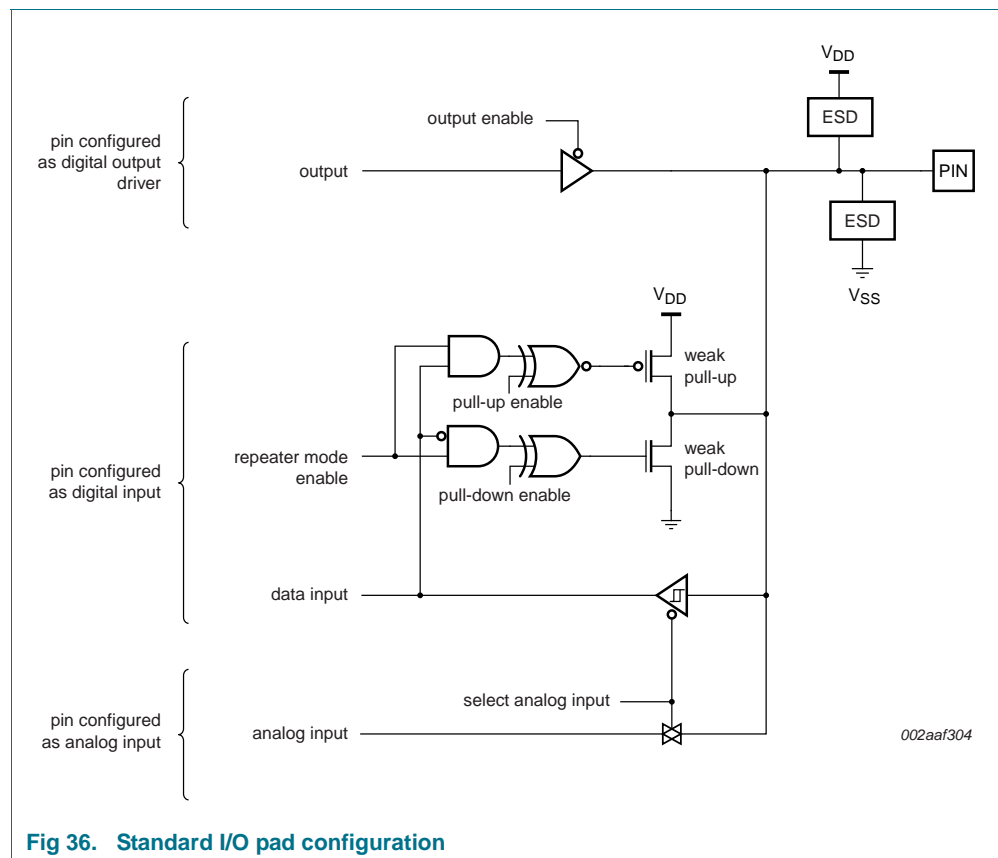 VDD
ESD
output enable
pin configured
as digital output
driver
output
PIN
ESD
VSS
VDD
weak
pull-up
pull-up enable
pin configured
as digital input
repeater mode
enable
weak
pull-down
pull-down enable
data input
select analog input
pin configured
as analog input
analog input
002aaf304
Fig 36. Standard I/O pad configuration